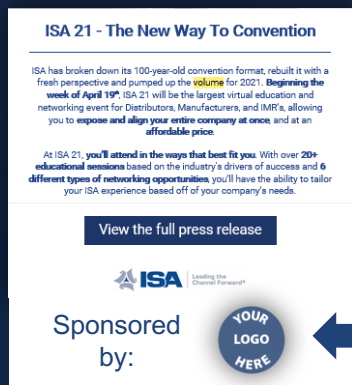 ISA 21 - The New Way To Convention
ISA has broken down its 100-year-old convention format, rebuilt it with a
fresh perspective and pumped up the volume for 2021. Beginning the
week of April 19th, ISA 21 will be the largest virtual education and
networking event for Distributors, Manufacturers, and IMR's, allowing
you to expose and align your entire company at once, and at an
affordable price.
At ISA 21, you'll attend in the ways that best fit you. With over 20+
educational sessions based on the industry's drivers of success and 6
different types of networking opportunities, you'll have the ability to tailor
your ISA experience based off of your company's needs.
View the full press release
ISA Leading the
Channel Forward®
Sponsored
by:
YOUR
LOGO
HERE